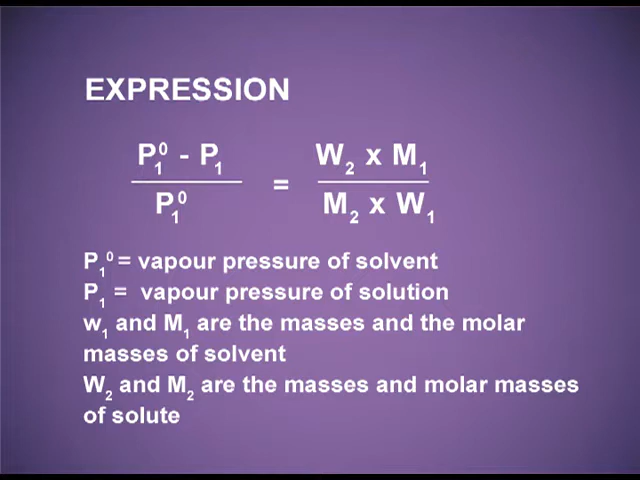 EXPRESSION
P₁⁰ - P₁ = W₂ x M₁
P₁⁰ M₂ x W₁
P₁⁰ = vapour pressure of solvent
P₁ = vapour pressure of solution
w₁ and M₁ are the masses and the molar
masses of solvent
W₂ and M₂ are the masses and molar masses
of solute